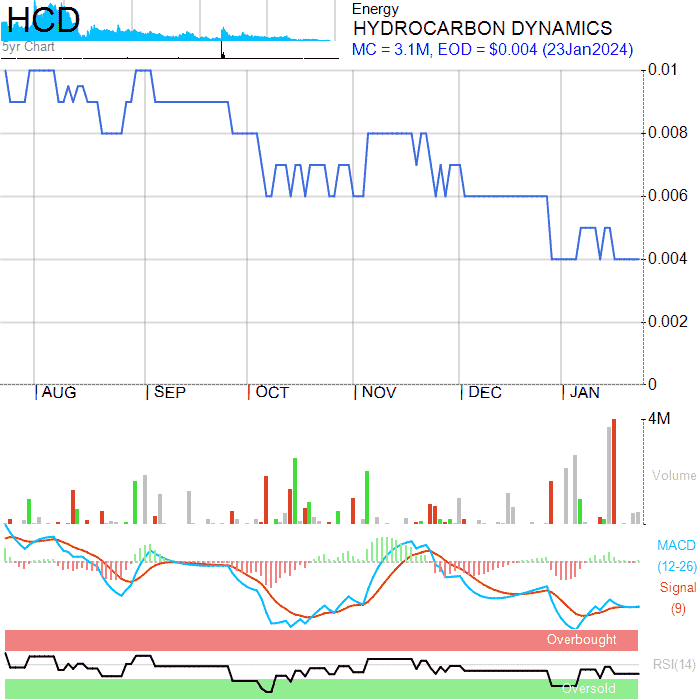 HCD
5yr Chart
Energy
HYDROCARBON DYNAMICS
MC = 3.1M, EOD = $0.004 (23Jan2024)
0.01
0.008
0.006
0.004
0.002
0
AUG SEP OCT NOV DEC JAN
4M
Volume
MACD
(12-26)
Signal
(9)
Overbought
RSI(14)
Oversold